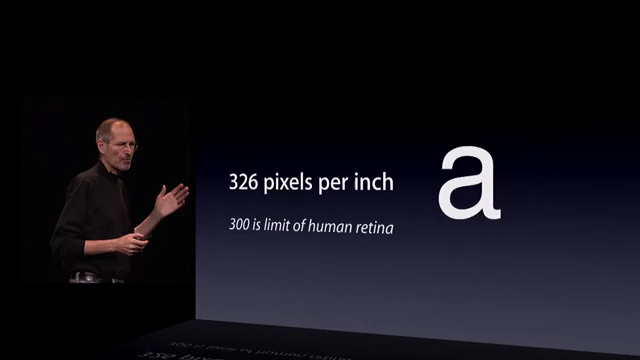 326 pixels per inch
300 is limit of human retina
a